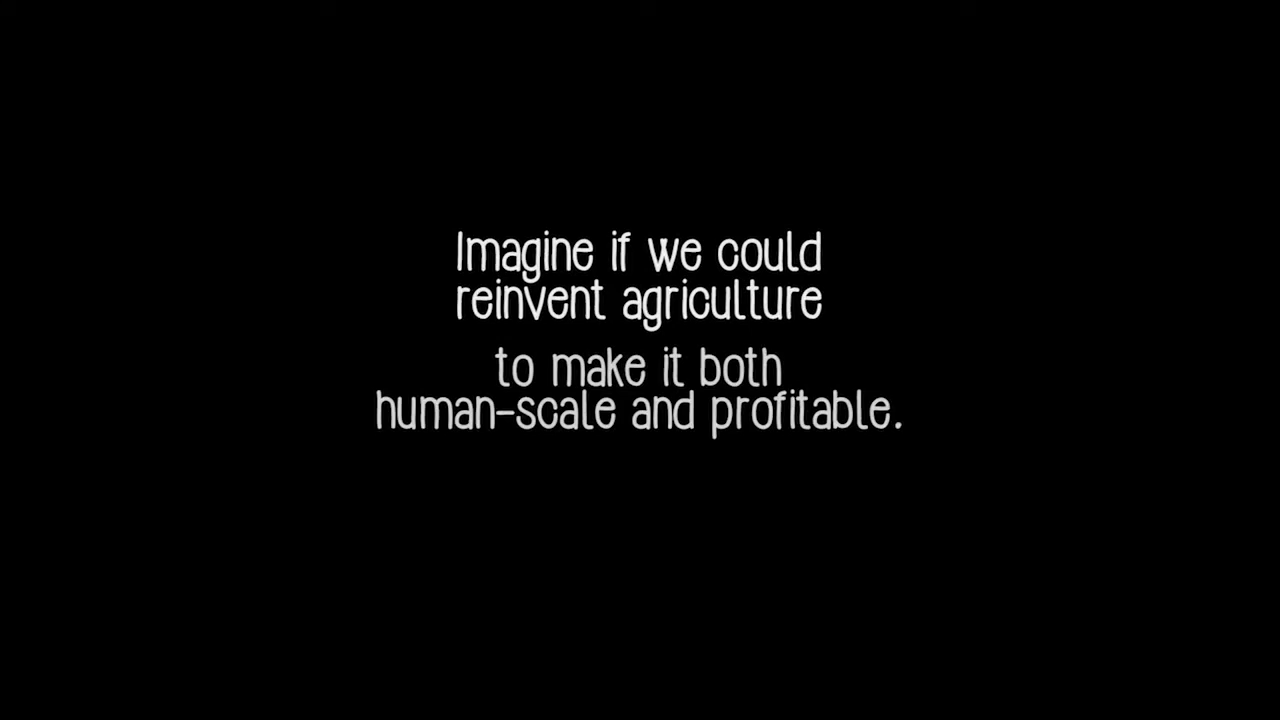 Imagine if we could
reinvent agriculture
to make it both
human-scale and profitable.